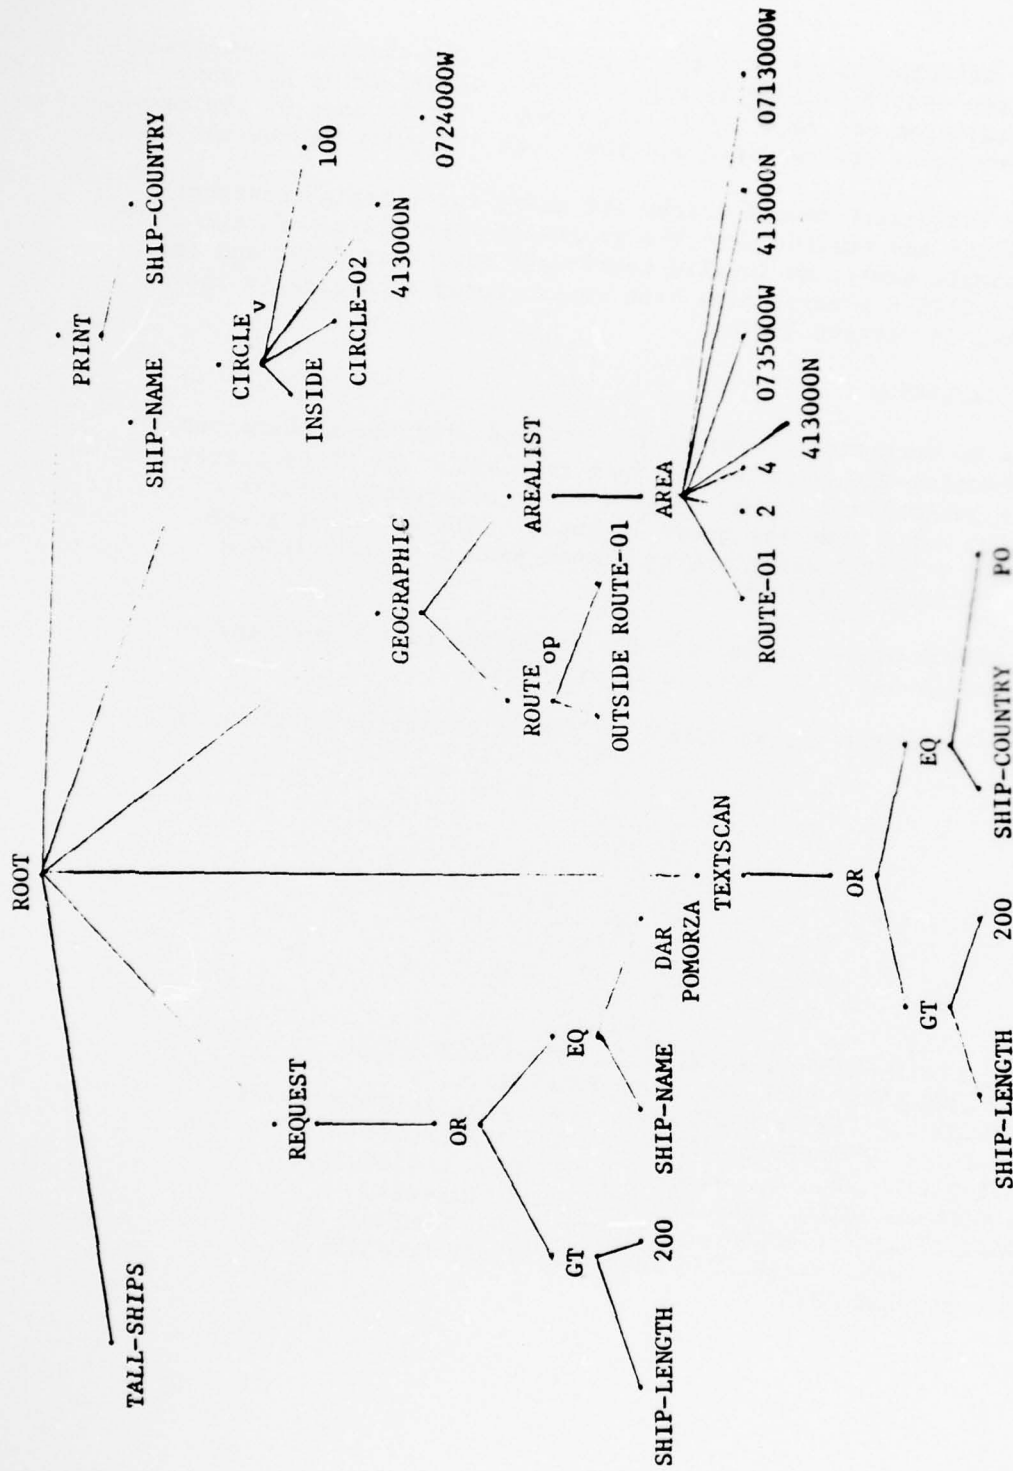 ROOT
TALL-SHIPS
PRINT
SHIP-NAME SHIP-COUNTRY
REQUEST
CIRCLE v
INSIDE 100
CIRCLE-02
413000N
0724000W
GEOGRAPHIC
OR
ROUTE op AREALIST
GT EQ
OUTSIDE ROUTE-01
SHIP-LENGTH 200 SHIP-NAME DAR
POMORZA
AREA
TEXTSCAN
ROUTE-01 2 4 0735000W 413000N 0713000W
413000N
OR
GT EQ
SHIP-LENGTH 200 SHIP-COUNTRY PO